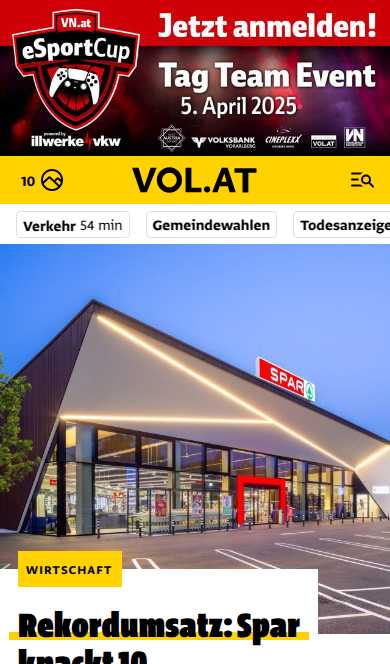 Jetzt anmelden!
VN.at
eSportCup
Tag Team Event
5. April 2025
powered by
illwerke vkw
VOLKSBANK
VORARLBERG
CINEPLEXX
VOL.AT
VN
10
VOL.AT
Verkehr 54 min
Gemeindewahlen
Todesanzeige
SPAR
WIRTSCHAFT
Rekordumsatz: Spar
knackt 10